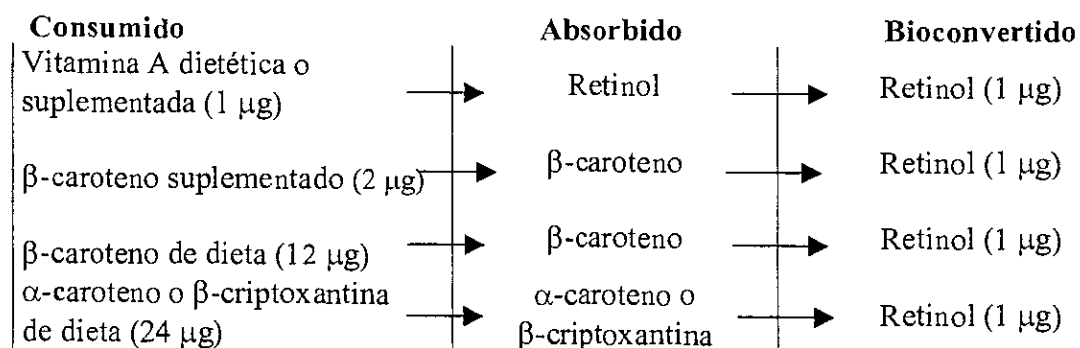 Consumido Absorbido Bioconvertido
Vitamina A dietética o
suplementada (1 μg) Retinol Retinol (1 μg)
β-caroteno suplementado (2 μg) β-caroteno Retinol (1 μg)
β-caroteno de dieta (12 μg) β-caroteno Retinol (1 μg)
α-caroteno o β-criptoxantina α-caroteno o
de dieta (24 μg) β-criptoxantina Retinol (1 μg)